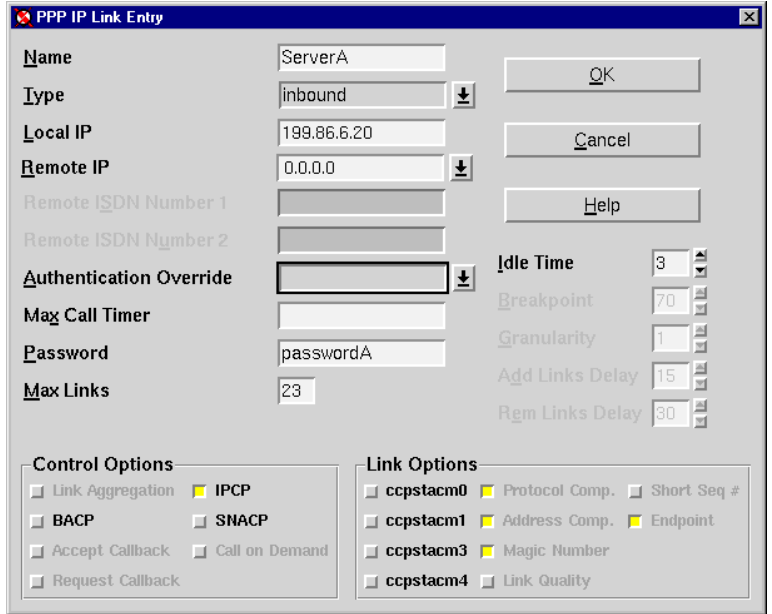 PPP IP Link Entry
Name ServerA
OK
Type inbound
Local IP 199.86.6.20
Cancel
Remote IP 0.0.0.0
Remote ISDN Number 1
Help
Remote ISDN Number 2
Authentication Override
Idle Time 3
Max Call Timer
Breakpoint 70
Password passwordA
Granularity 1
Max Links 23
Add Links Delay 15
Rem Links Delay 30
Control Options
Link Aggregation IPCP
BACP SNACP
Accept Callback Call on Demand
Request Callback
Link Options
ccpstacm0 Protocol Comp. Short Seq #
ccpstacm1 Address Comp. Endpoint
ccpstacm3 Magic Number
ccpstacm4 Link Quality